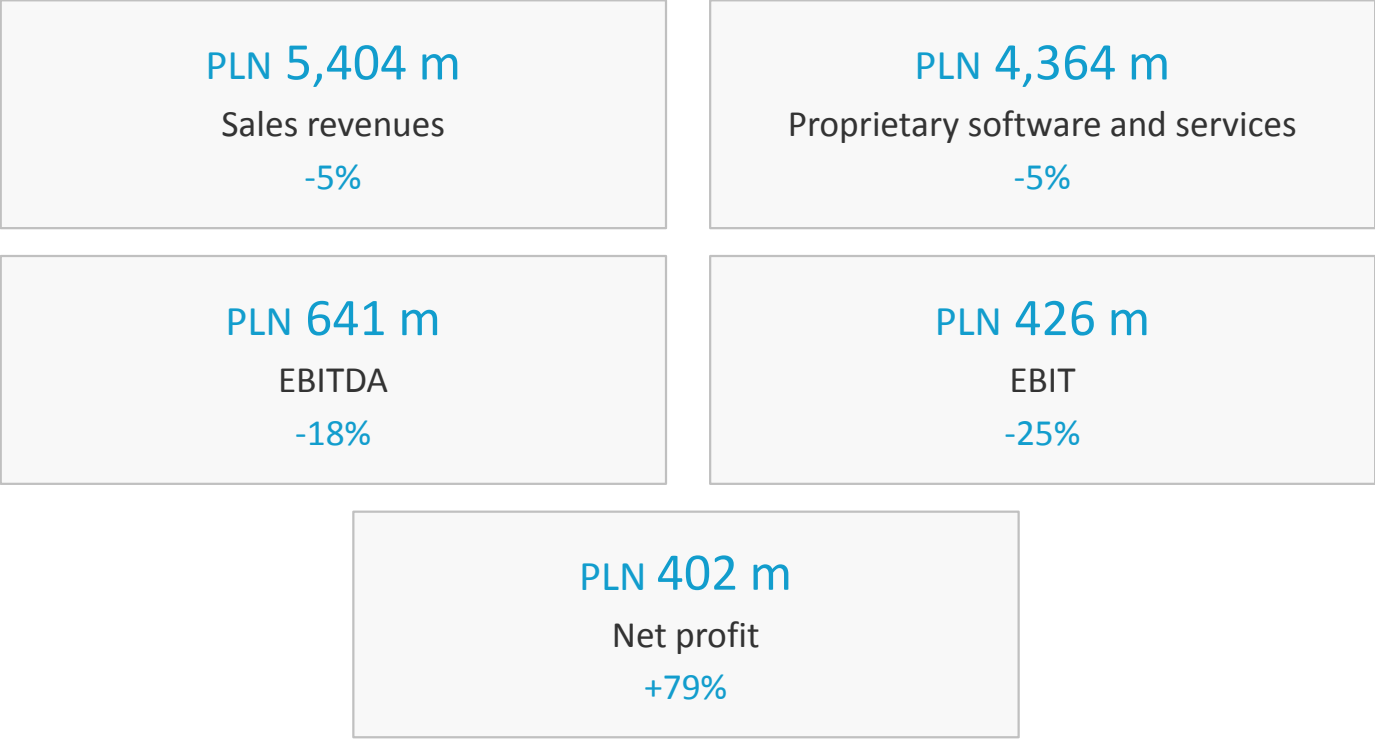 PLN 5,404 m
Sales revenues
-5%
PLN 4,364 m
Proprietary software and services
-5%
PLN 641 m
EBITDA
-18%
PLN 426 m
EBIT
-25%
PLN 402 m
Net profit
+79%